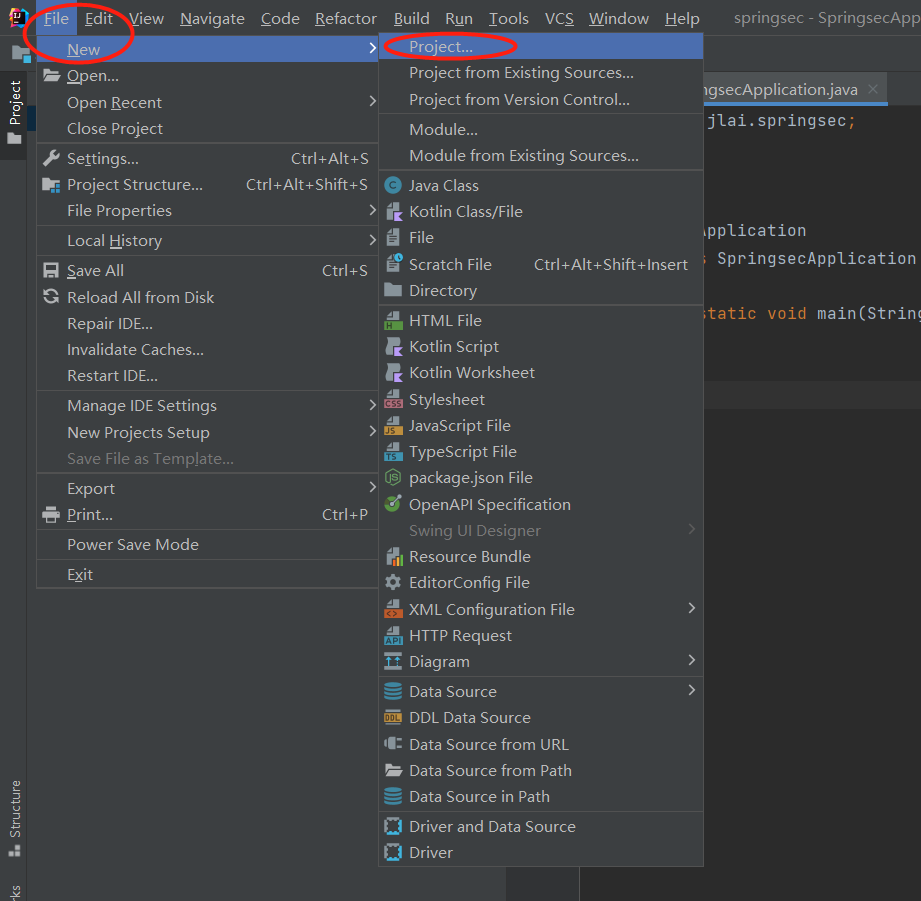 File Edit View Navigate Code Refactor Build Run Tools VCS Window Help springsec - SpringsecApp
New
Open...
Open Recent
Close Project
Settings... Ctrl+Alt+S
Project Structure... Ctrl+Alt+Shift+S
File Properties
Local History
Save All Ctrl+S
Reload All from Disk
Repair IDE...
Invalidate Caches...
Restart IDE...
Manage IDE Settings
New Projects Setup
Save File as Template...
Export
Print... Ctrl+P
Power Save Mode
Exit
Project...
Project from Existing Sources...
Project from Version Control...
Module...
Module from Existing Sources...
Java Class
Kotlin Class/File
File
Scratch File Ctrl+Alt+Shift+Insert
Directory
HTML File
Kotlin Script
Kotlin Worksheet
Stylesheet
JavaScript File
TypeScript File
package.json File
OpenAPI Specification
Swing UI Designer
Resource Bundle
EditorConfig File
XML Configuration File
HTTP Request
Diagram
Data Source
DDL Data Source
Data Source from URL
Data Source from Path
Data Source in Path
Driver and Data Source
Driver
ngsecApplication.java
jlai.springsec;
Application
s SpringsecApplication
static void main(String
Project
Structure
rks